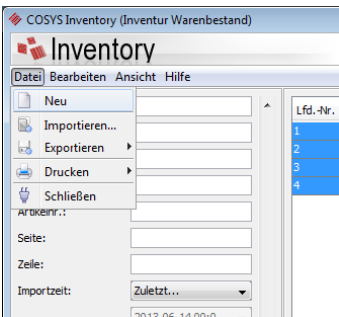 COSYS Inventory (Inventur Warenbestand)
Inventory
Datei Bearbeiten Ansicht Hilfe
Neu
Importieren...
Exportieren
Drucken
Schließen
Lfd.-Nr.
1
2
3
4
Artikelnr.:
Seite:
Zeile:
Importzeit: Zuletzt...